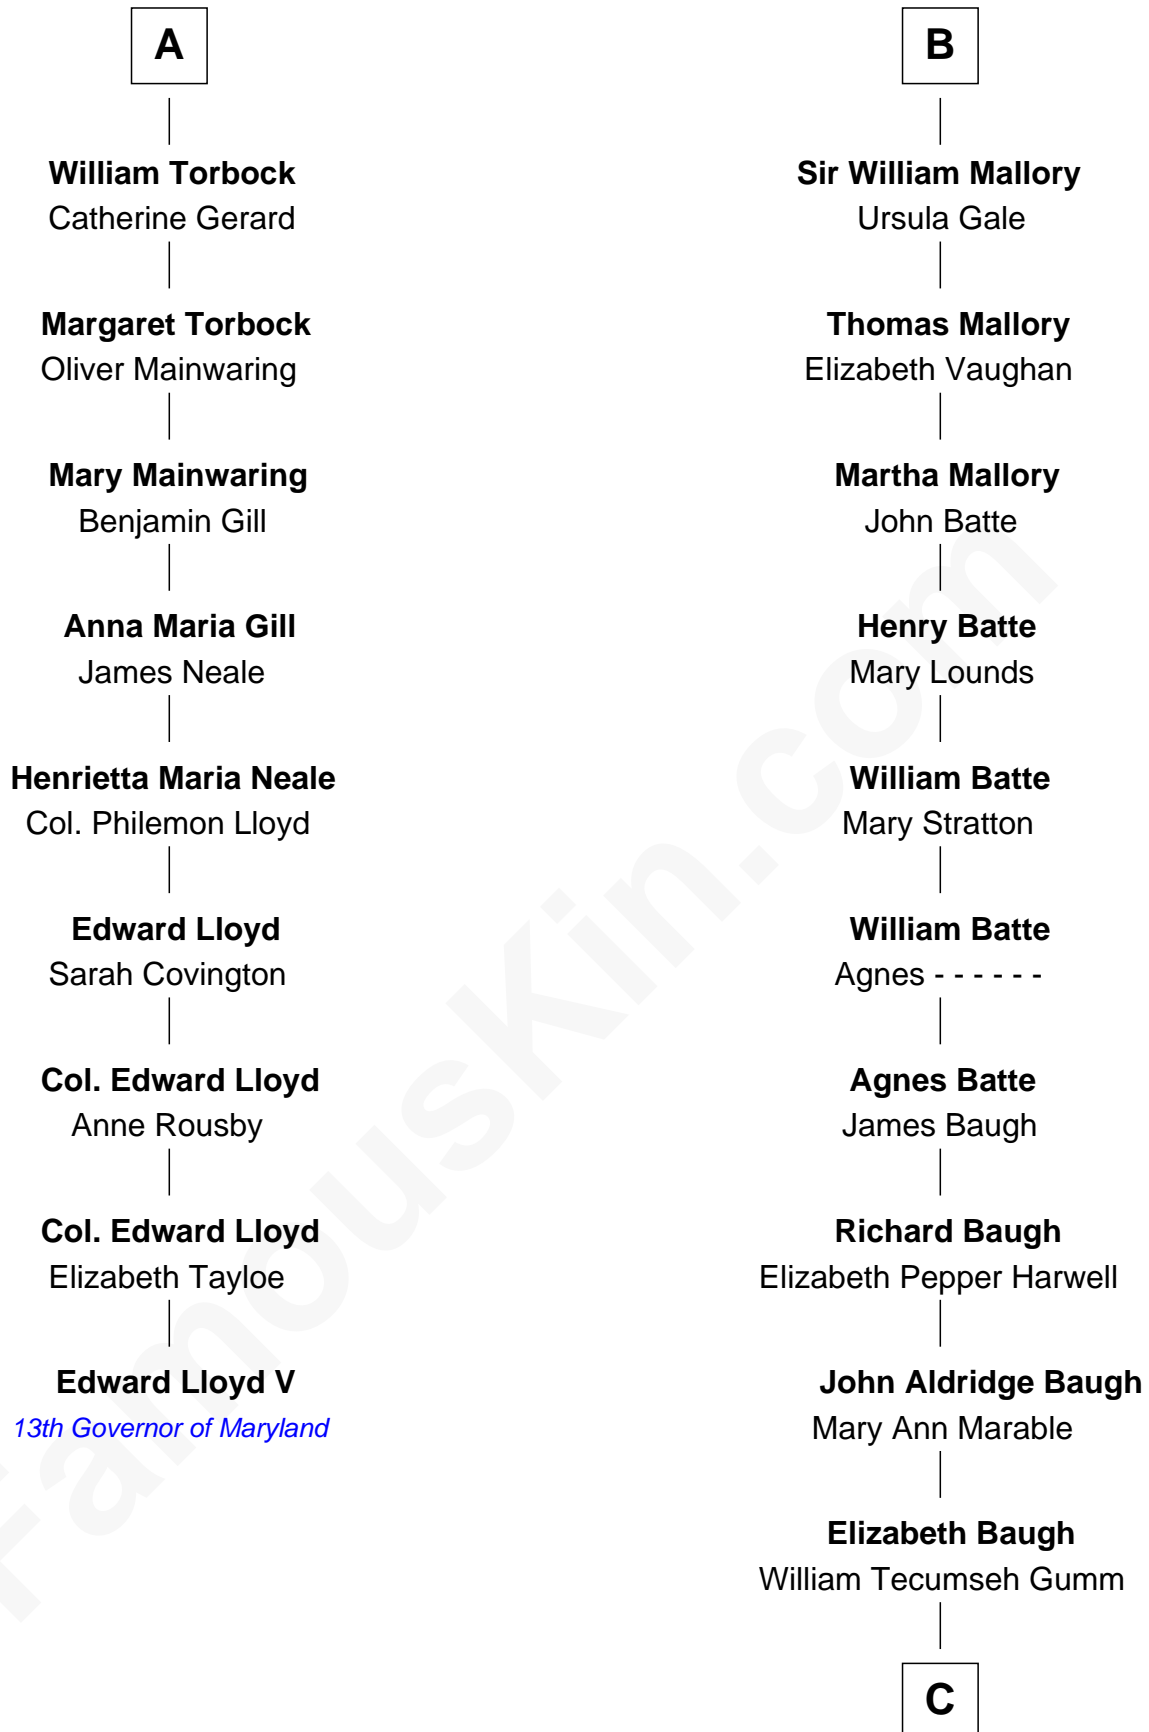 A
William Torbock
Catherine Gerard
Margaret Torbock
Oliver Mainwaring
Mary Mainwaring
Benjamin Gill
Anna Maria Gill
James Neale
Henrietta Maria Neale
Col. Philemon Lloyd
Edward Lloyd
Sarah Covington
Col. Edward Lloyd
Anne Rousby
Col. Edward Lloyd
Elizabeth Tayloe
Edward Lloyd V
13th Governor of Maryland
B
Sir William Mallory
Ursula Gale
Thomas Mallory
Elizabeth Vaughan
Martha Mallory
John Batte
Henry Batte
Mary Lounds
William Batte
Mary Stratton
William Batte
Agnes - - - - - -
Agnes Batte
James Baugh
Richard Baugh
Elizabeth Pepper Harwell
John Aldridge Baugh
Mary Ann Marable
Elizabeth Baugh
William Tecumseh Gumm
C
FamousKin.com